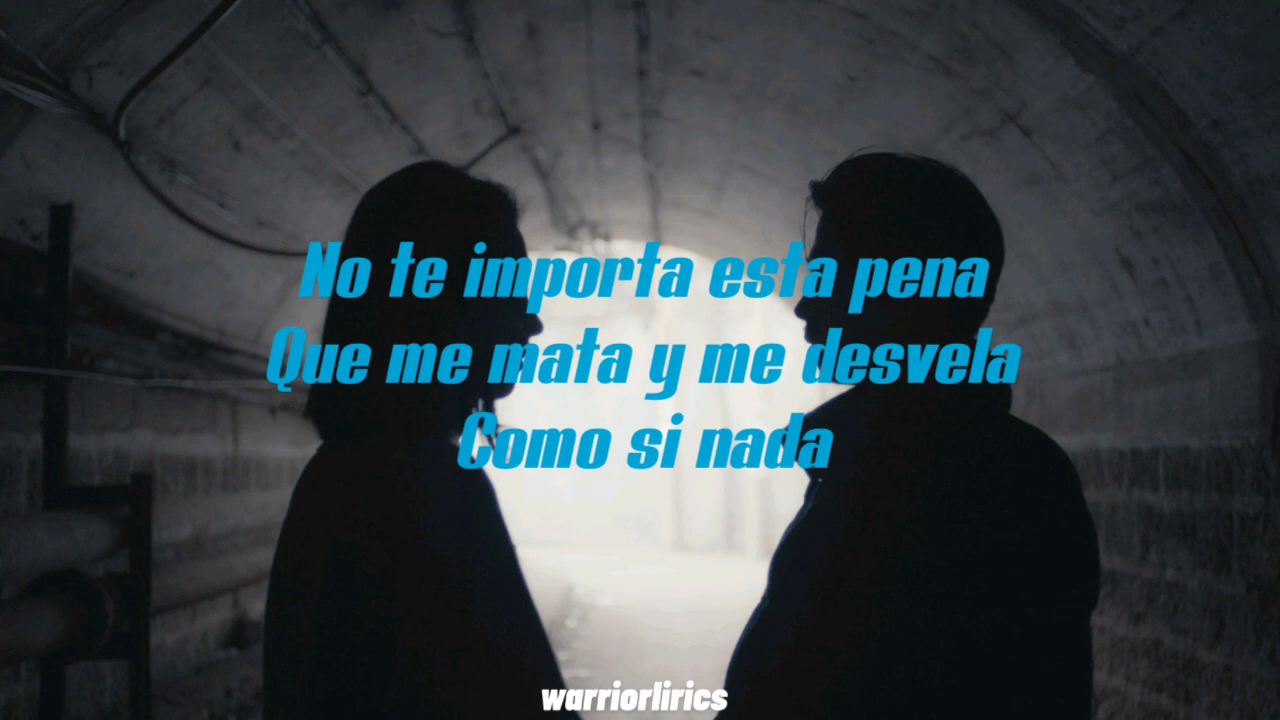 No te importa esta pena
Que me mata y me desvela
Como si nada
warriorlirics